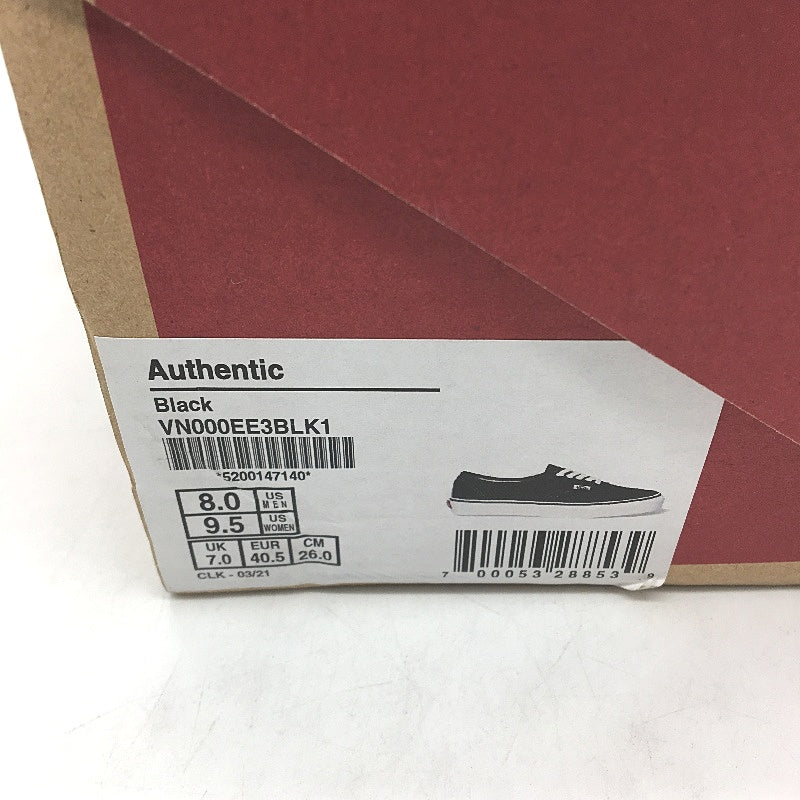 Authentic
Black
VN000EE3BLK1
*5200147140*
8.0 US MEN
9.5 US WOMEN
UK 7.0 EUR 40.5 CM 26.0
CLK - 03/21
7 00053 28853 9